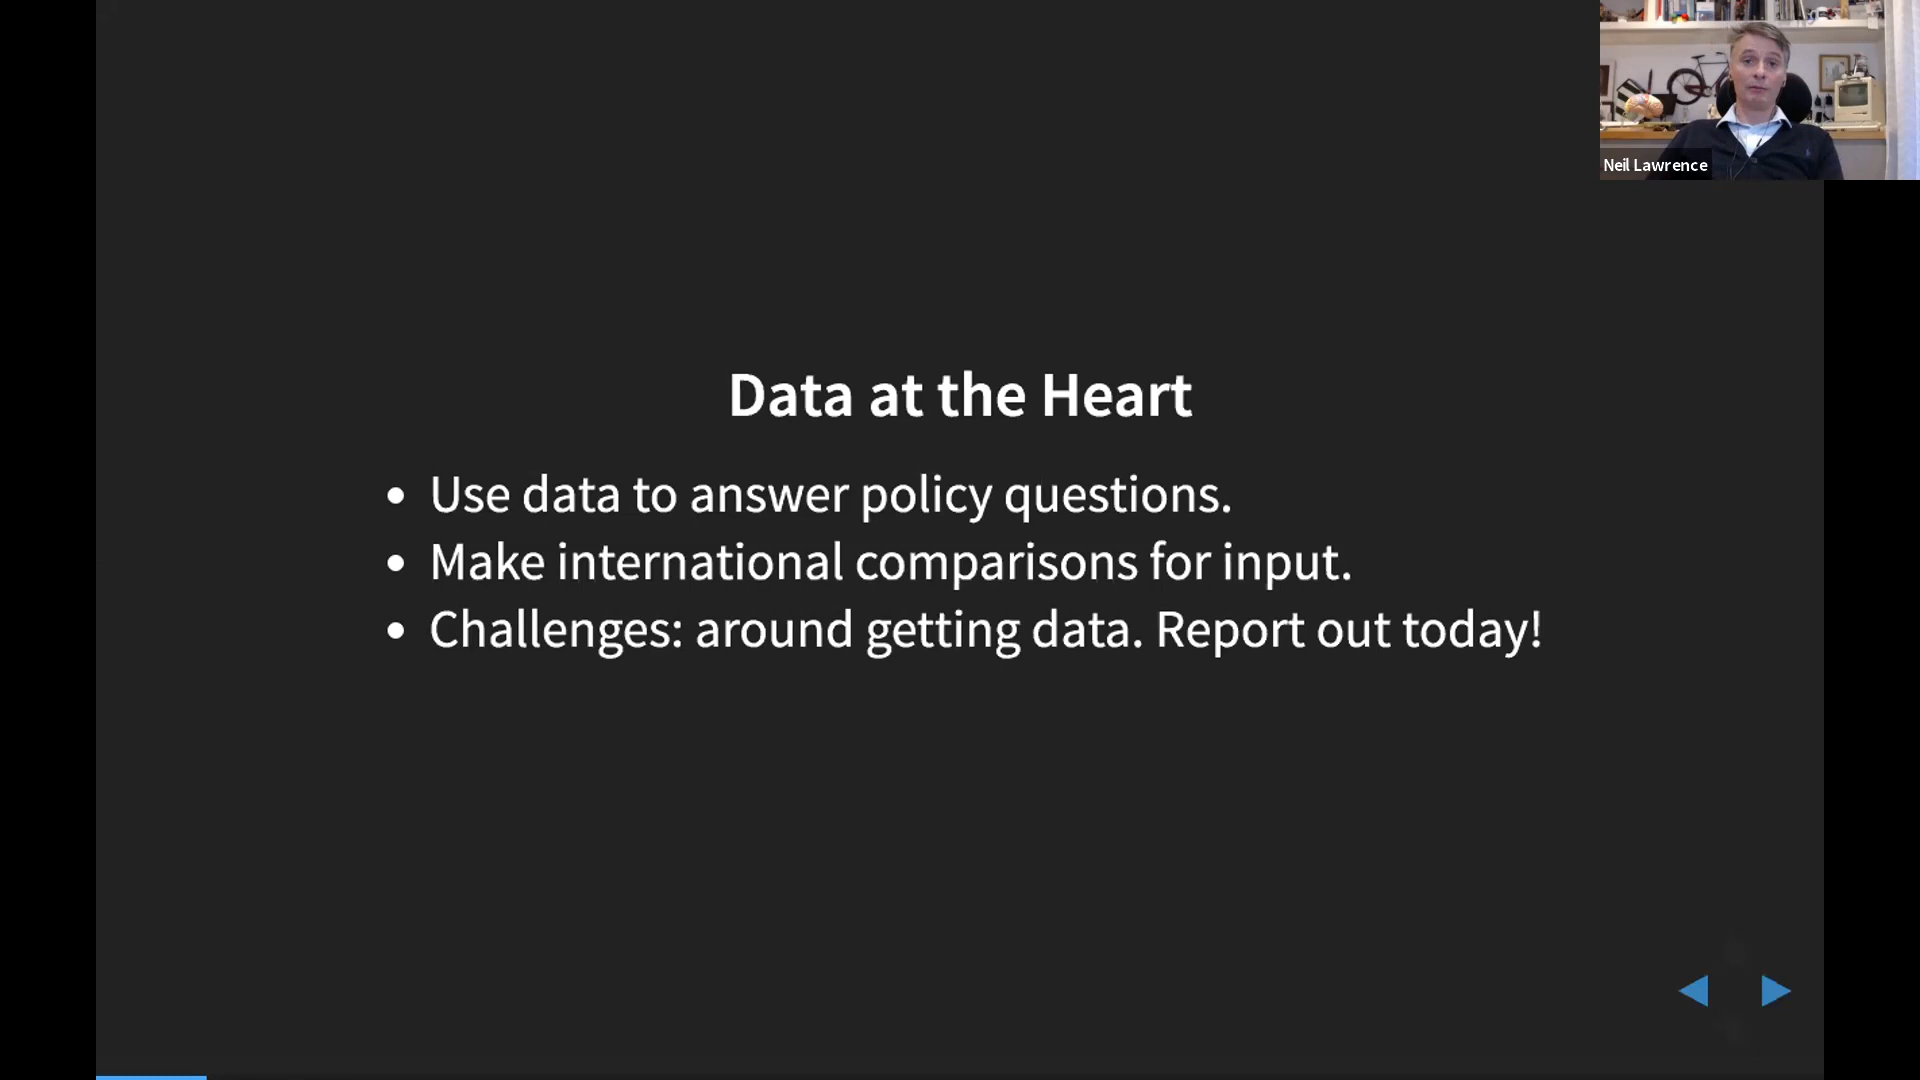 Neil Lawrence
Data at the Heart
• Use data to answer policy questions.
• Make international comparisons for input.
• Challenges: around getting data. Report out today!